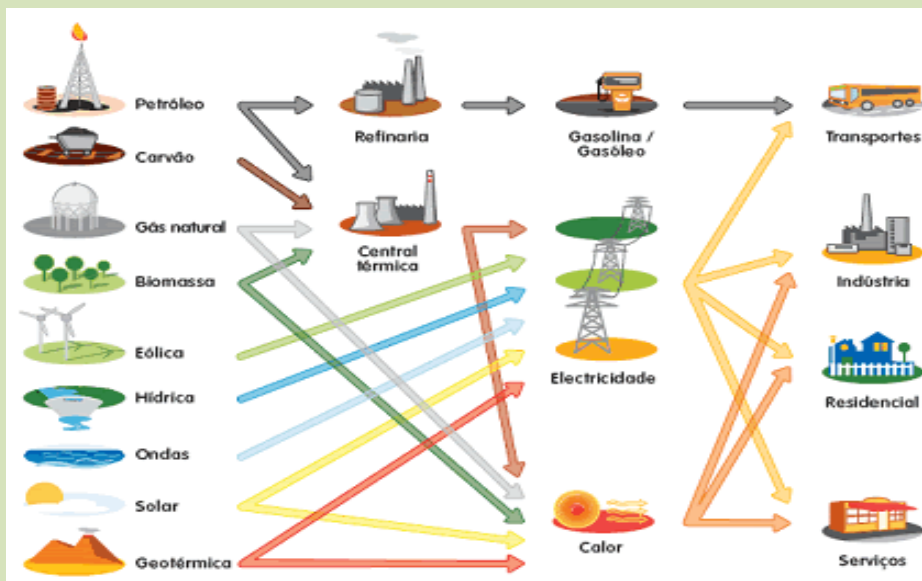 Petróleo
Carvão
Gás natural
Biomassa
Eólica
Hídrica
Ondas
Solar
Geotérmica
Refinaria
Central
térmica
Gasolina /
Gasóleo
Electricidade
Calor
Transportes
Indústria
Residencial
Serviços